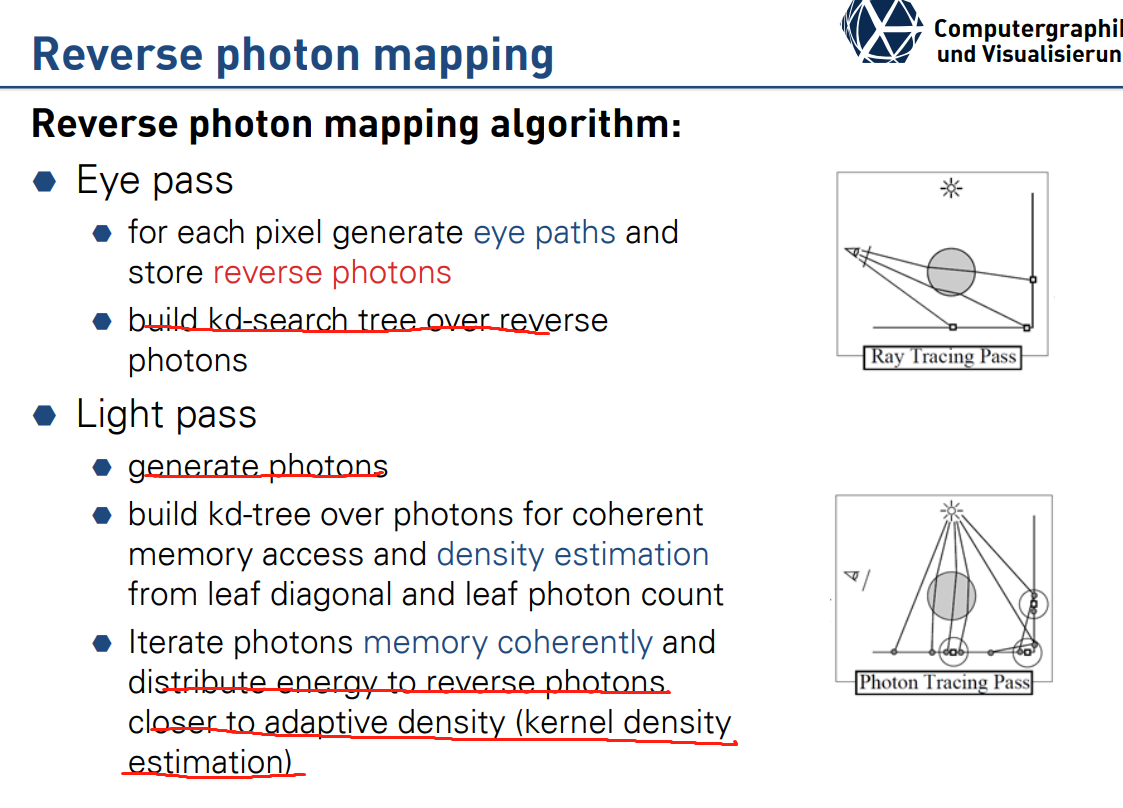 Reverse photon mapping
Computergraphi
und Visualisierun
Reverse photon mapping algorithm:
Eye pass
for each pixel generate eye paths and
store reverse photons
build kd-search tree over reverse
photons
Ray Tracing Pass
Light pass
generate photons
build kd-tree over photons for coherent
memory access and density estimation
from leaf diagonal and leaf photon count
Iterate photons memory coherently and
distribute energy to reverse photons
closer to adaptive density (kernel density
estimation)
Photon Tracing Pass